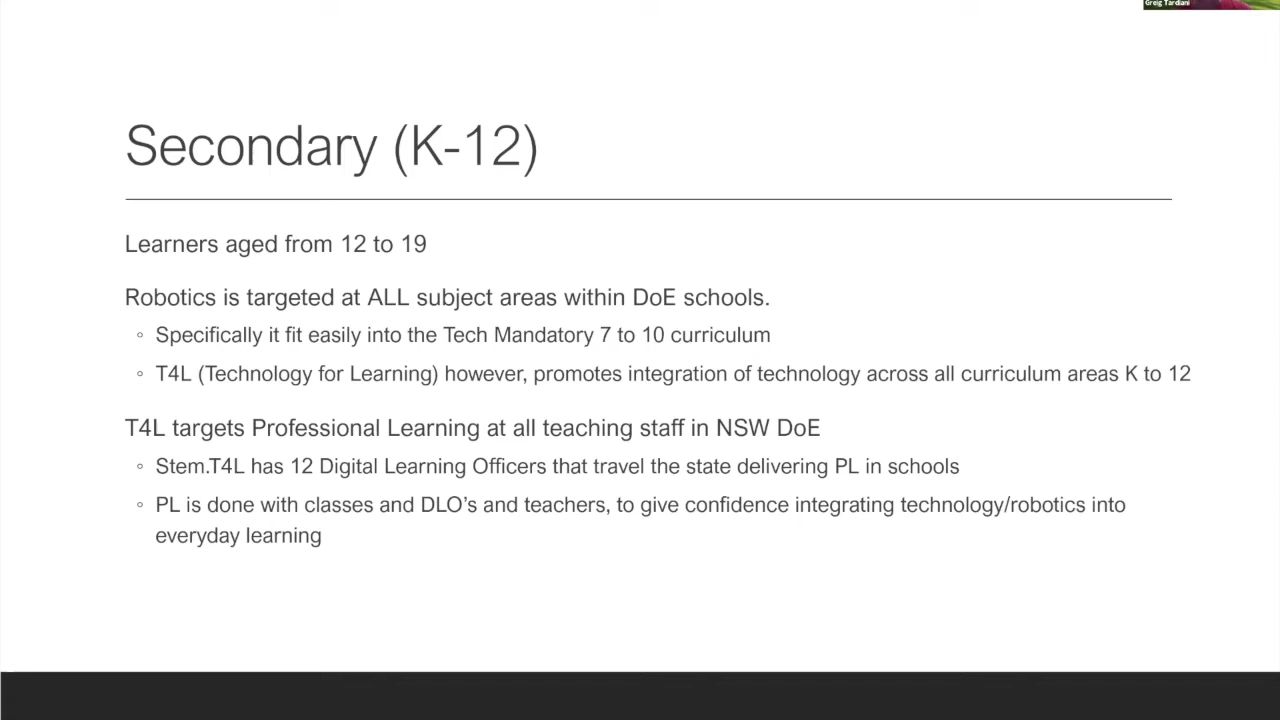 Greig Tardiani
Secondary (K-12)
Learners aged from 12 to 19
Robotics is targeted at ALL subject areas within DoE schools.
◦ Specifically it fit easily into the Tech Mandatory 7 to 10 curriculum
◦ T4L (Technology for Learning) however, promotes integration of technology across all curriculum areas K to 12
T4L targets Professional Learning at all teaching staff in NSW DoE
◦ Stem.T4L has 12 Digital Learning Officers that travel the state delivering PL in schools
◦ PL is done with classes and DLO’s and teachers, to give confidence integrating technology/robotics into
everyday learning